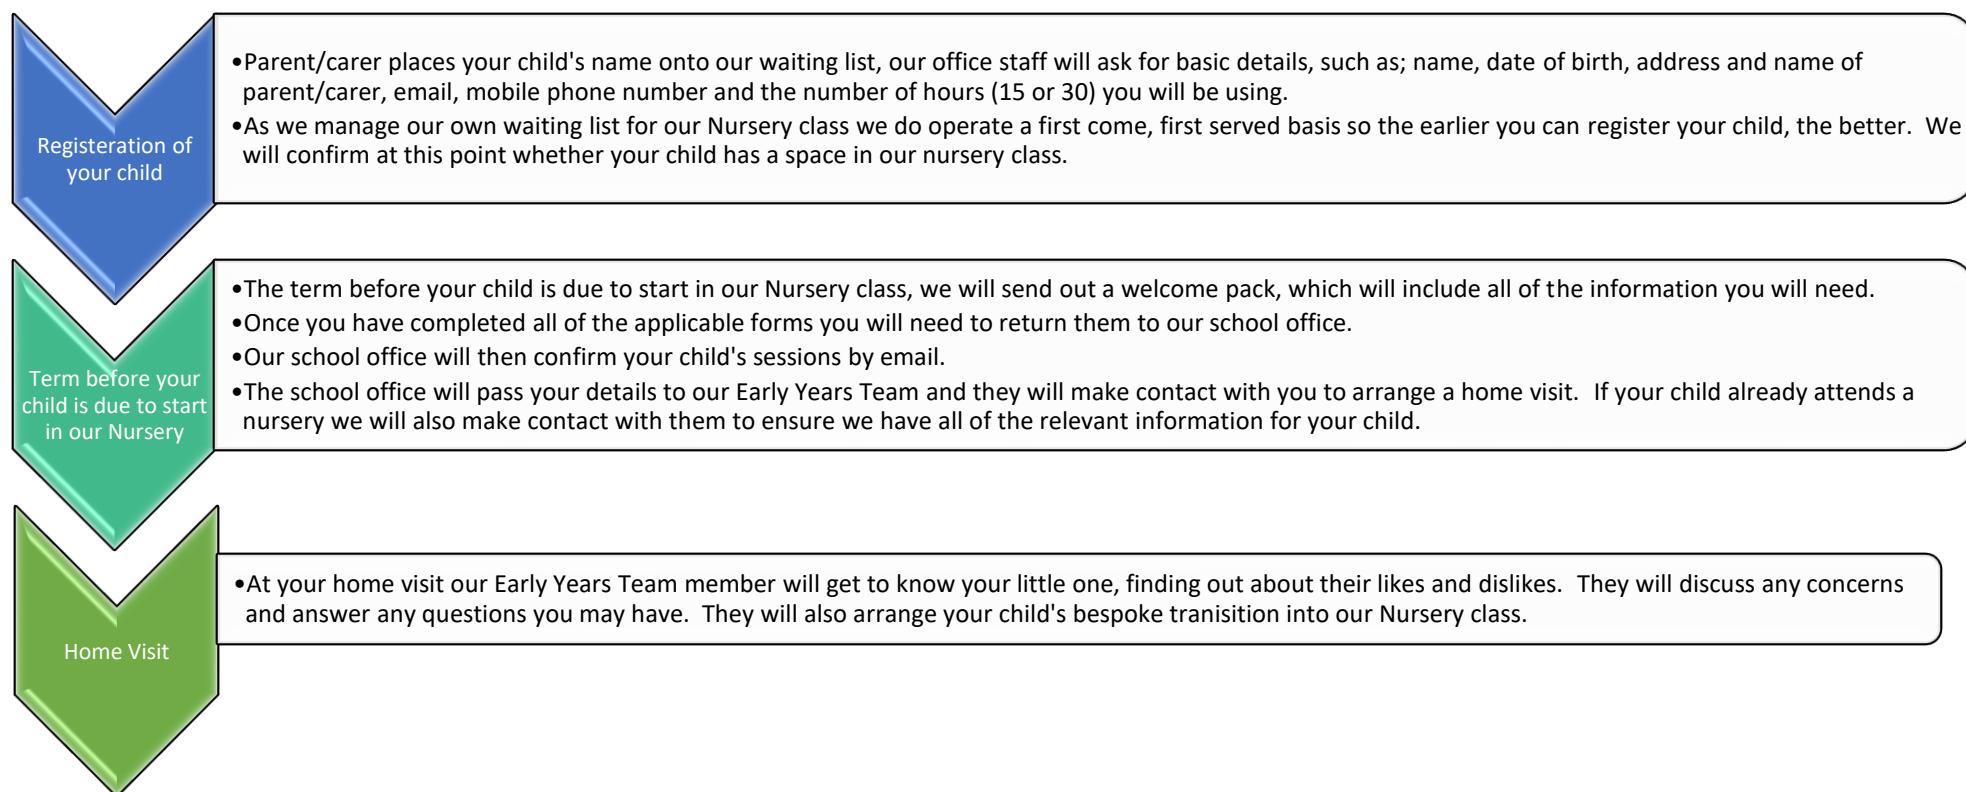 Registeration of
your child
•Parent/carer places your child's name onto our waiting list, our office staff will ask for basic details, such as; name, date of birth, address and name of
parent/carer, email, mobile phone number and the number of hours (15 or 30) you will be using.
•As we manage our own waiting list for our Nursery class we do operate a first come, first served basis so the earlier you can register your child, the better.  We
will confirm at this point whether your child has a space in our nursery class.
Term before your
child is due to start
in our Nursery
•The term before your child is due to start in our Nursery class, we will send out a welcome pack, which will include all of the information you will need.
•Once you have completed all of the applicable forms you will need to return them to our school office.
•Our school office will then confirm your child's sessions by email.
•The school office will pass your details to our Early Years Team and they will make contact with you to arrange a home visit.  If your child already attends a
nursery we will also make contact with them to ensure we have all of the relevant information for your child.
Home Visit
•At your home visit our Early Years Team member will get to know your little one, finding out about their likes and dislikes.  They will discuss any concerns
and answer any questions you may have.  They will also arrange your child's bespoke tranisition into our Nursery class.